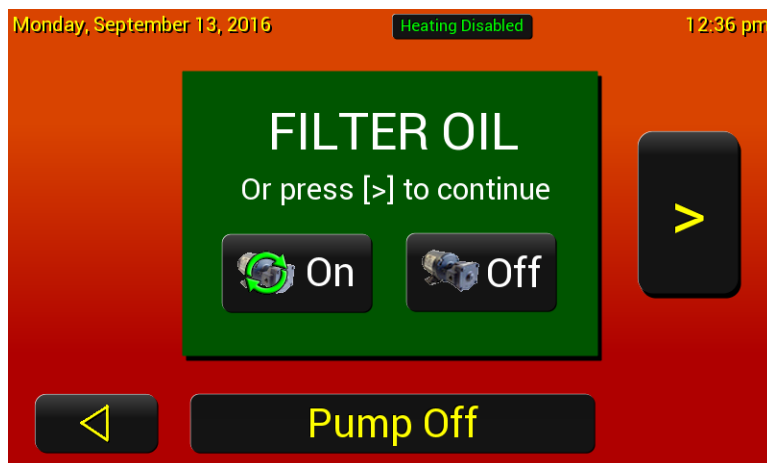 Monday, September 13, 2016 Heating Disabled 12:36 pm
FILTER OIL
Or press [>] to continue
>
On Off
Pump Off